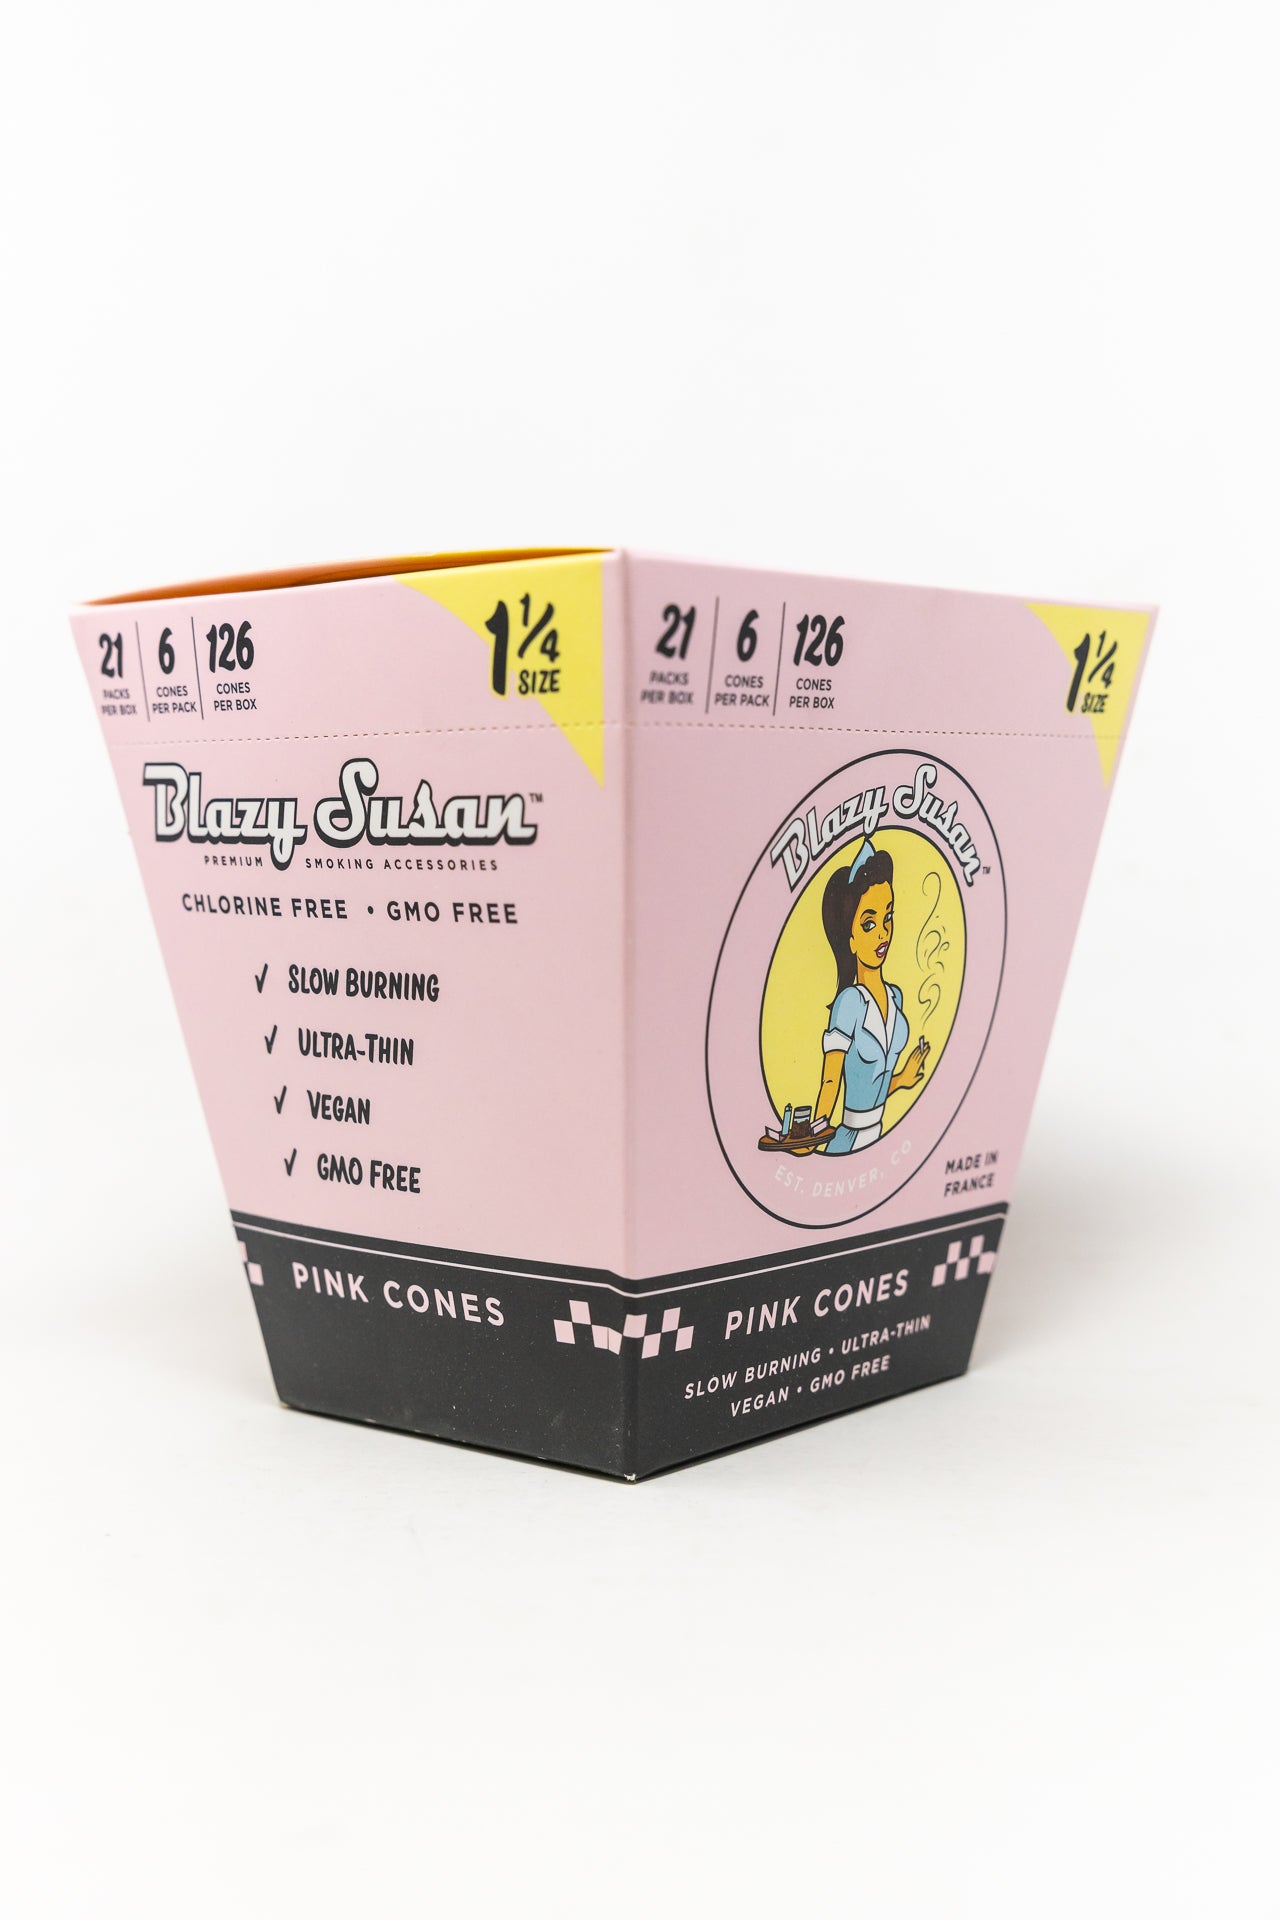 21 6 126
PACKS CONES CONES
PER BOX PER PACK PER BOX
1 1/4
SIZE
Blazy Susan™
PREMIUM SMOKING ACCESSORIES
CHLORINE FREE • GMO FREE
✓ SLOW BURNING
✓ ULTRA-THIN
✓ VEGAN
✓ GMO FREE
PINK CONES
21 6 126
PACKS CONES CONES
PER BOX PER PACK PER BOX
1 1/4
SIZE
Blazy Susan™
EST. DENVER, CO
MADE IN
FRANCE
PINK CONES
SLOW BURNING • ULTRA-THIN
VEGAN • GMO FREE